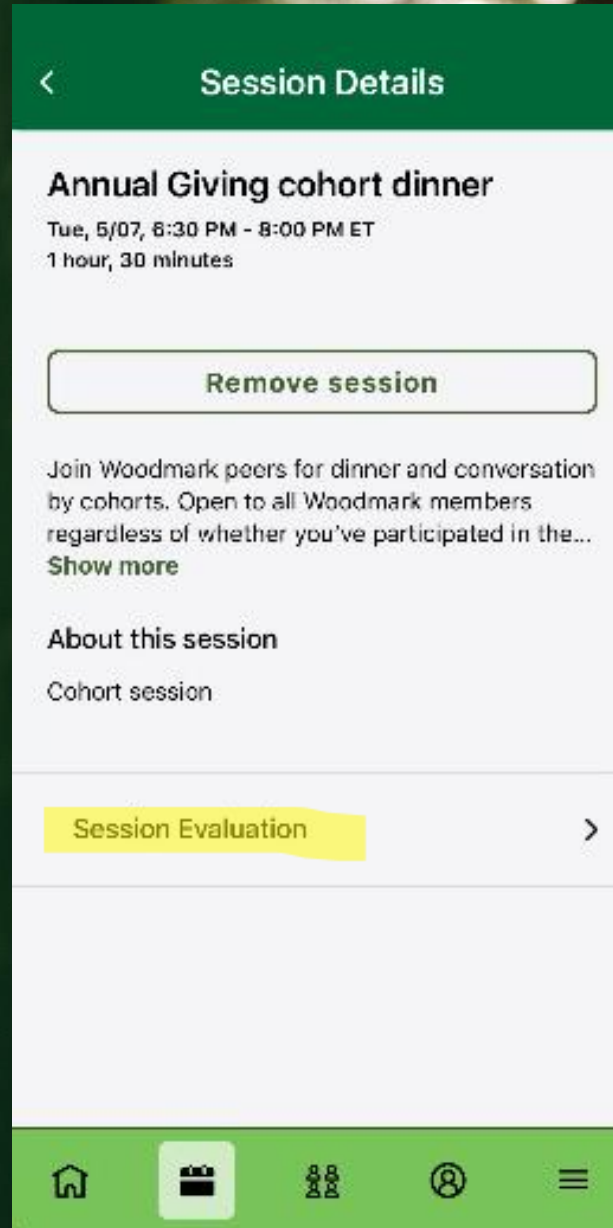 Session Details
Annual Giving cohort dinner
Tue, 5/07, 6:30 PM - 8:00 PM ET
1 hour, 30 minutes
Remove session
Join Woodmark peers for dinner and conversation
by cohorts. Open to all Woodmark members
regardless of whether you've participated in the...
Show more
About this session
Cohort session
Session Evaluation